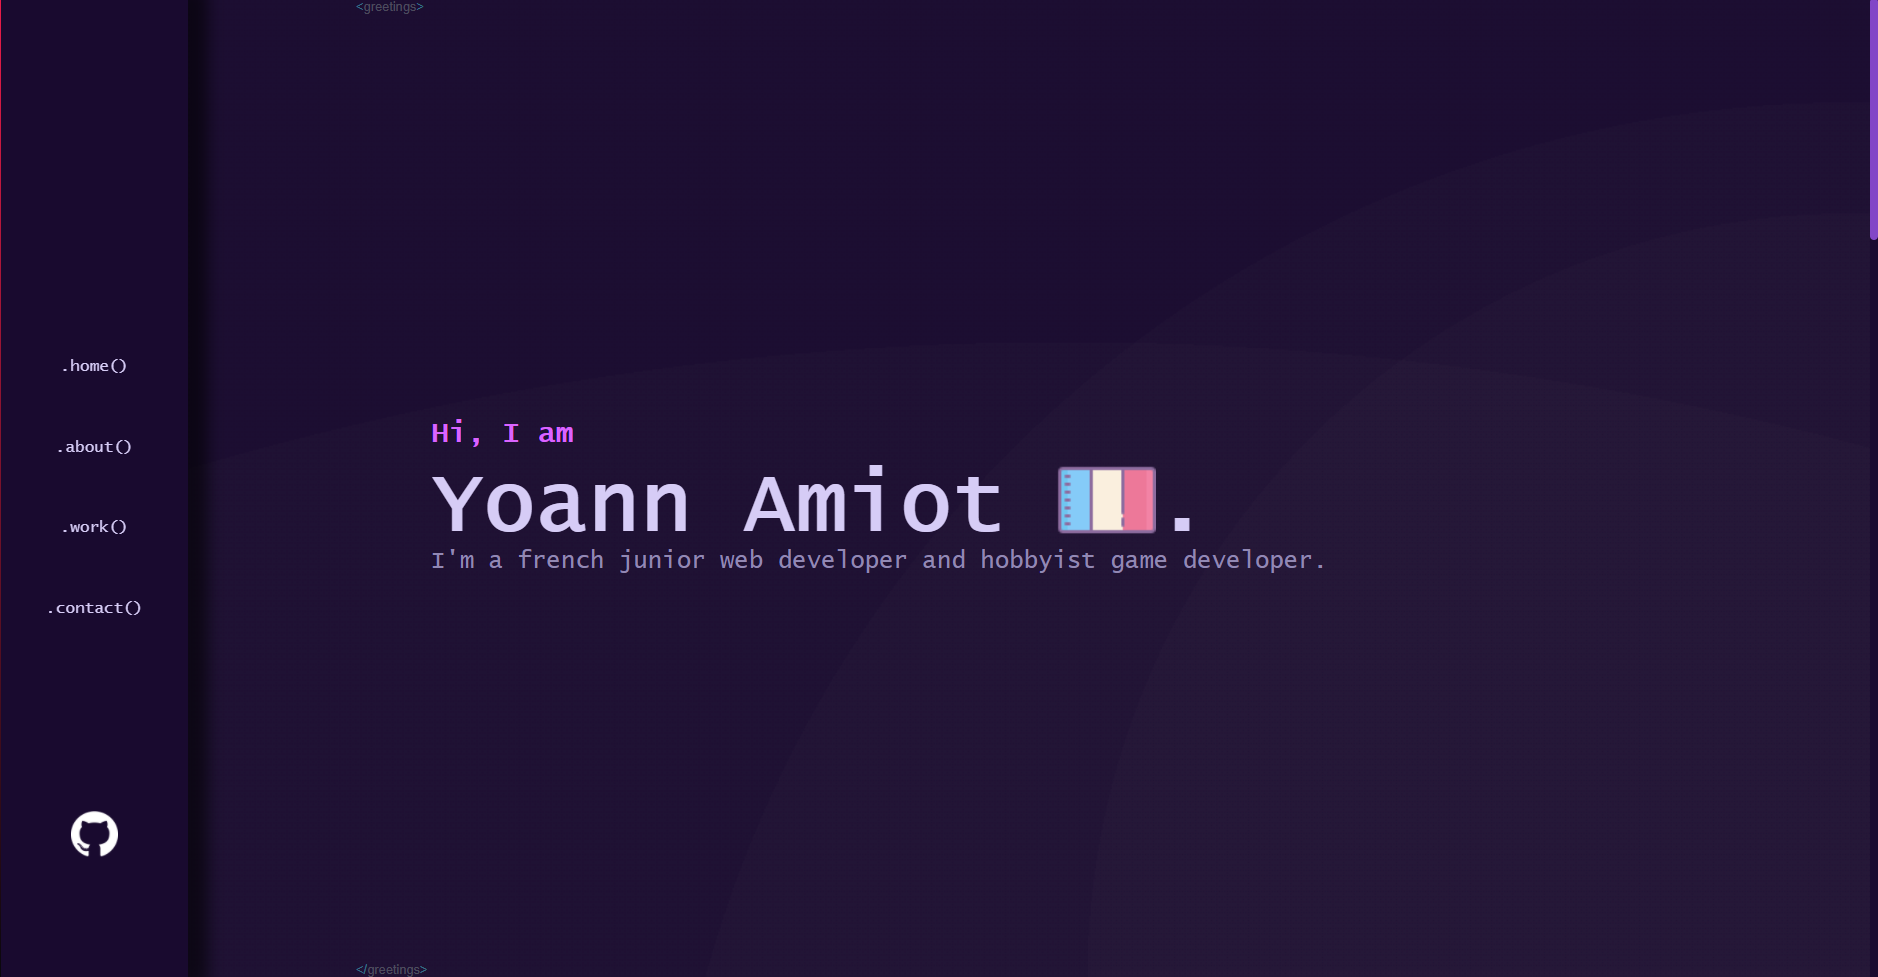 <greetings>
.home()
.about()
.work()
.contact()
Hi, I am
Yoann Amiot .
I'm a french junior web developer and hobbyist game developer.
</greetings>